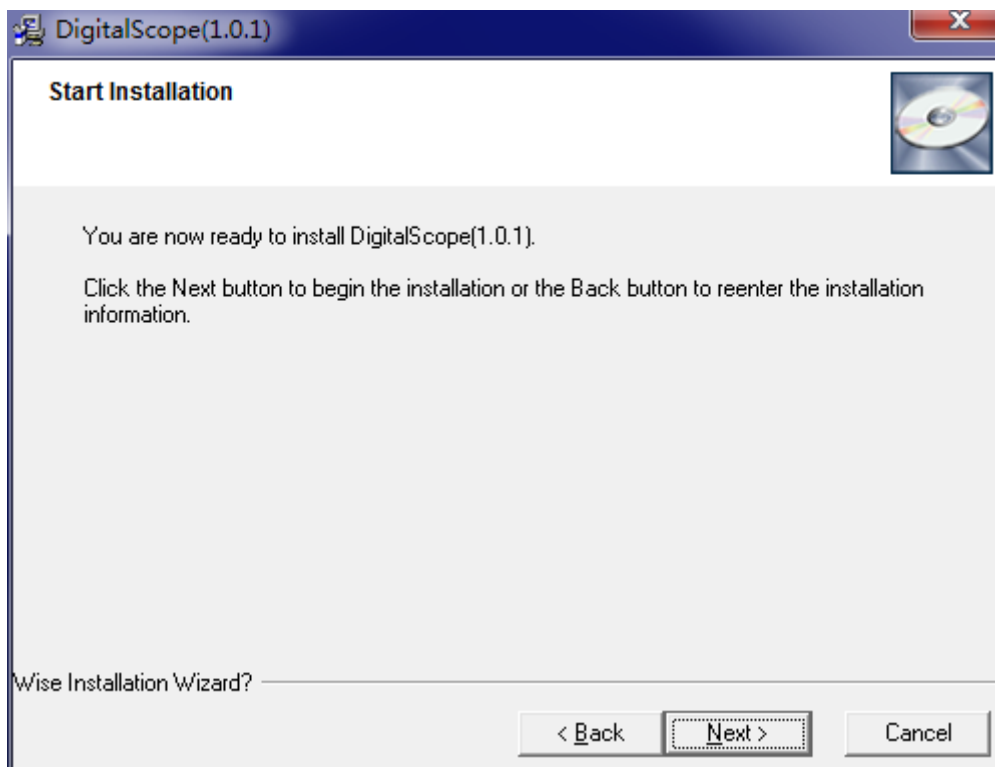 DigitalScope(1.0.1)
Start Installation
You are now ready to install DigitalScope(1.0.1).
Click the Next button to begin the installation or the Back button to reenter the installation
information.
Wise Installation Wizard?
< Back Next > Cancel